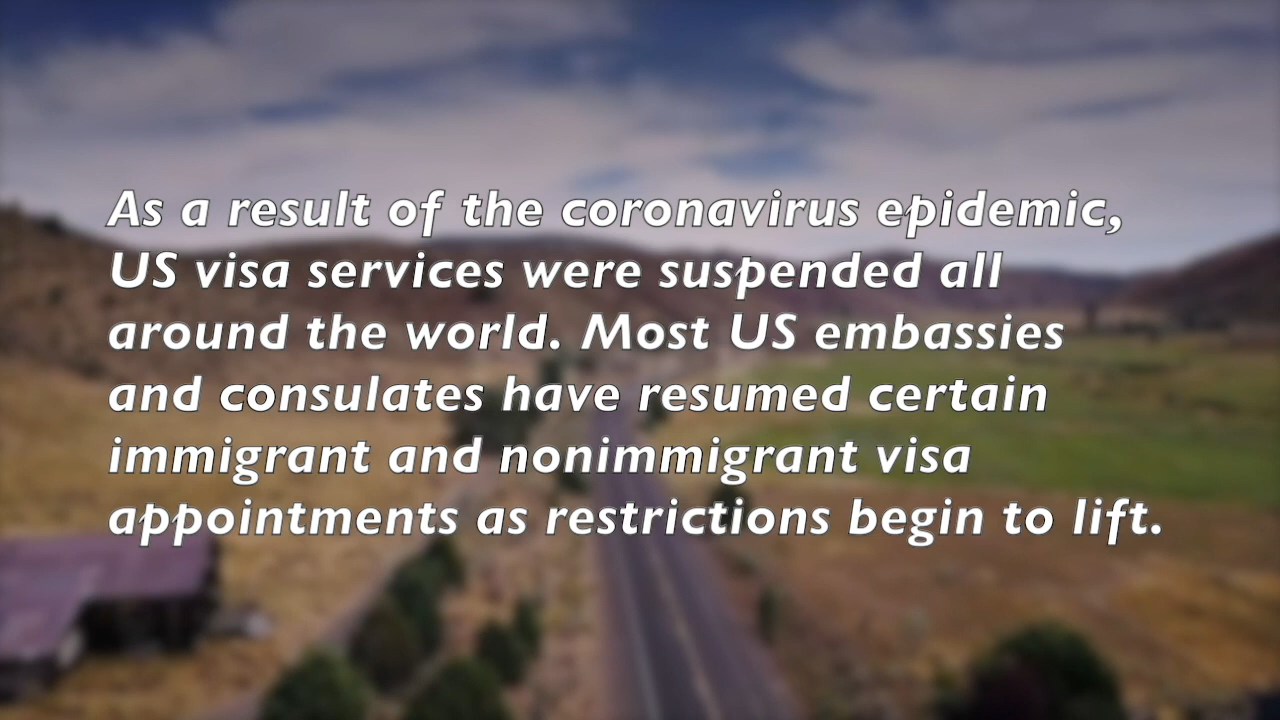 As a result of the coronavirus epidemic,
US visa services were suspended all
around the world. Most US embassies
and consulates have resumed certain
immigrant and nonimmigrant visa
appointments as restrictions begin to lift.